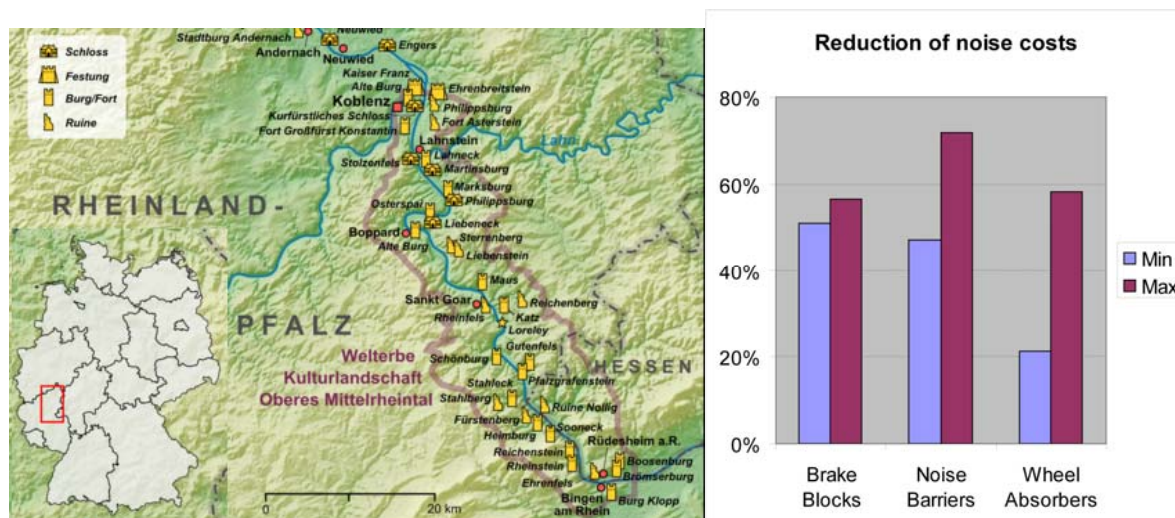 Schloss
Festung
Burg/Fort
Ruine
Stadtburg Andernach
Neuwied
Andernach
Neuwied
Engers
Kaiser Franz
Alte Burg
Ehrenbreitstein
Koblenz
Philippsburg
Kurfürstliches Schloss
Fort Asterstein
Fort Großfürst Konstantin
Lahnstein
Lahn
Lahneck
Stolzenfels
Martinsburg
Marksburg
RHEINLAND-
Osterspai
Philippsburg
Liebeneck
Boppard
Alte Burg
Sterrenberg
Liebenstein
Maus
Sankt Goar
Reichenberg
Rheinfels
Katz
PFALZ
Loreley
Gutenfels
Welterbe
Schönburg
HESSEN
Kulturlandschaft
Pfalzgrafenstein
Stahleck
Oberes Mittelrheintal
Stahlberg
Ruine Nollig
Fürstenberg
Sooneck
Heimburg
Rüdesheim a.R.
Reichenstein
Boosenburg
Rheinstein
Brömserburg
Ehrenfels
Bingen
am Rhein
Burg Klopp
0
20 km
Reduction of noise costs
80%
60%
40%
20%
0%
Min
Max
Brake
Blocks
Noise
Barriers
Wheel
Absorbers